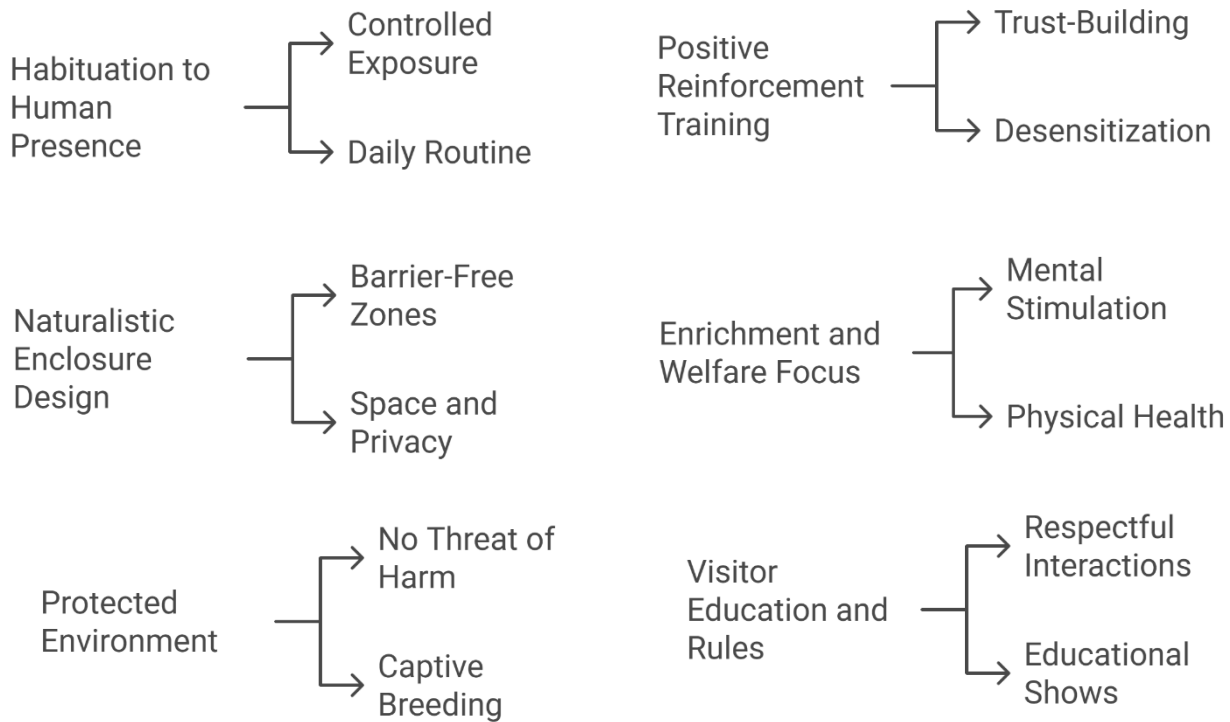 Habituation to
Human
Presence
Controlled
Exposure
Daily Routine
Positive
Reinforcement
Training
Trust-Building
Desensitization
Naturalistic
Enclosure
Design
Barrier-Free
Zones
Space and
Privacy
Enrichment and
Welfare Focus
Mental
Stimulation
Physical Health
Protected
Environment
No Threat of
Harm
Captive
Breeding
Visitor
Education and
Rules
Respectful
Interactions
Educational
Shows